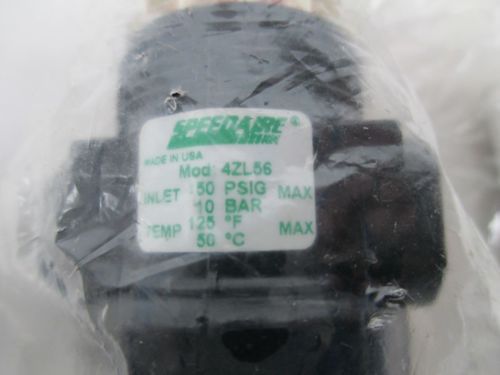 SPEEDAIRE®
MADE IN USA
Mod: 4ZL56
INLET 150 PSIG MAX
10 BAR
TEMP 125 °F MAX
50 °C